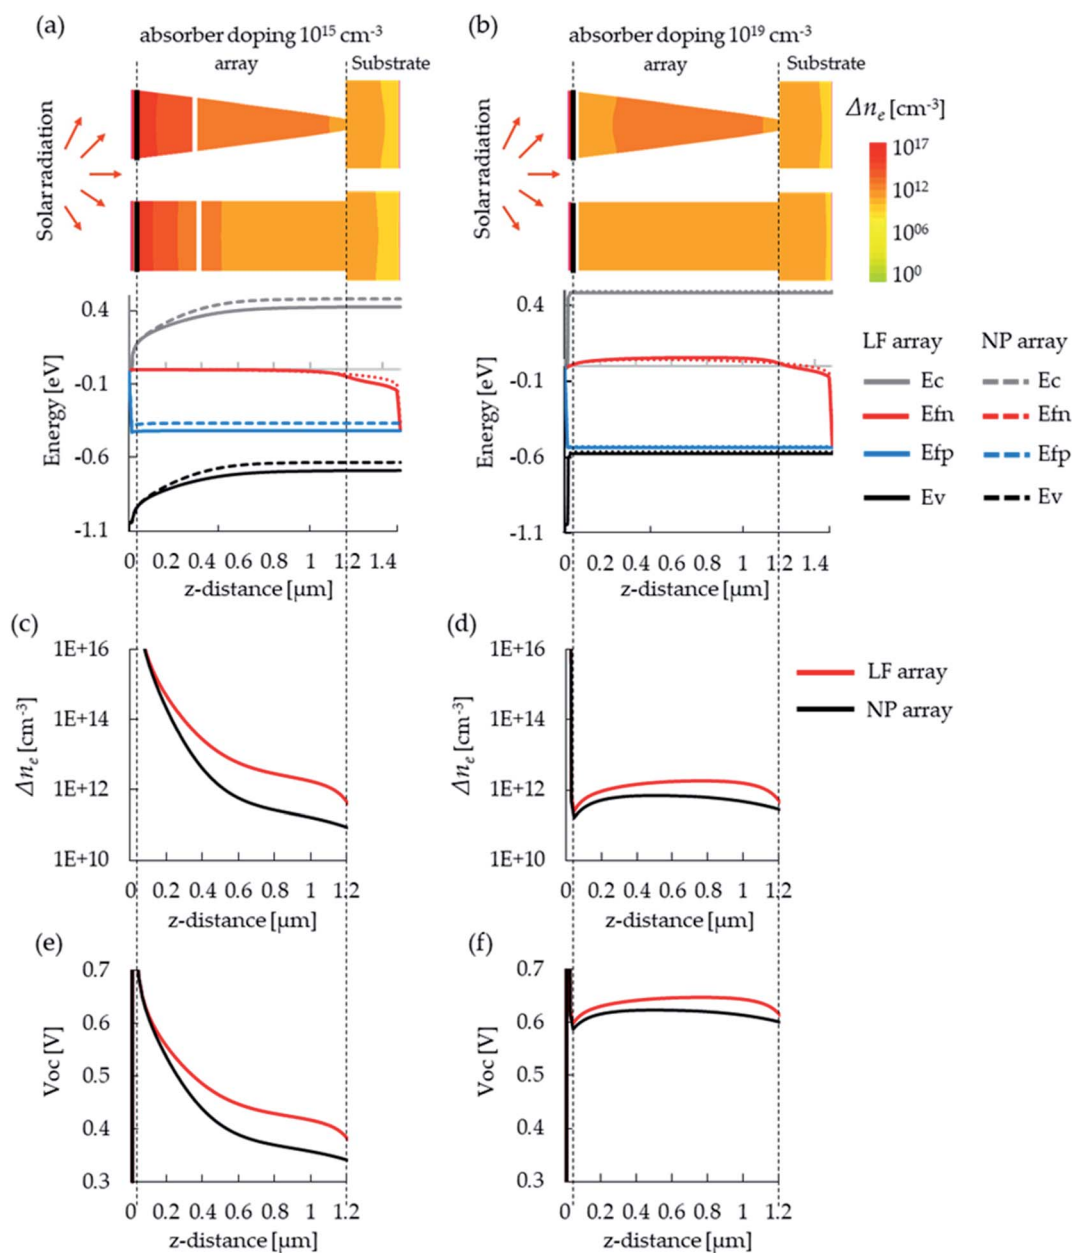 (a)
absorber doping 10¹⁵ cm⁻³
array
Substrate
Solar radiation
(b)
absorber doping 10¹⁹ cm⁻³
array
Substrate
Solar radiation
Δnₑ [cm⁻³]
10¹⁷
10¹²
10⁰⁶
10⁰
Energy [eV]
0.4
-0.1
-0.6
-1.1
0 0.2 0.4 0.6 0.8 1 1.2 1.4
z-distance [μm]
Energy [eV]
0.4
-0.1
-0.6
-1.1
0 0.2 0.4 0.6 0.8 1 1.2 1.4
z-distance [μm]
LF array NP array
Ec Ec
Efn Efn
Efp Efp
Ev Ev
(c)
Δnₑ [cm⁻³]
1E+16
1E+14
1E+12
1E+10
0 0.2 0.4 0.6 0.8 1 1.2
z-distance [μm]
(d)
Δnₑ [cm⁻³]
1E+16
1E+14
1E+12
1E+10
0 0.2 0.4 0.6 0.8 1 1.2
z-distance [μm]
LF array
NP array
(e)
Voc [V]
0.7
0.6
0.5
0.4
0.3
0 0.2 0.4 0.6 0.8 1 1.2
z-distance [μm]
(f)
Voc [V]
0.7
0.6
0.5
0.4
0.3
0 0.2 0.4 0.6 0.8 1 1.2
z-distance [μm]